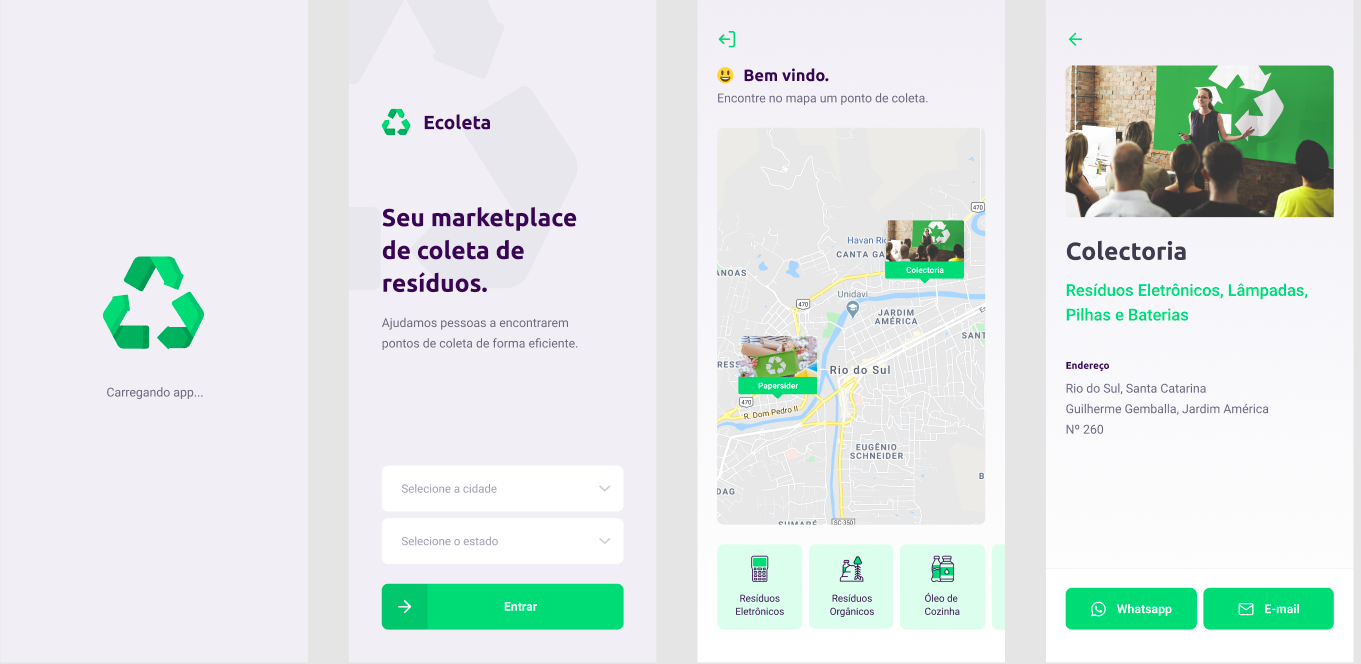 Carregando app...
Ecoleta
Seu marketplace
de coleta de
resíduos.
Ajudamos pessoas a encontrarem
pontos de coleta de forma eficiente.
Selecione a cidade
Selecione o estado
Entrar
Bem vindo.
Encontre no mapa um ponto de coleta.
470
Havan
CANTA
Colectoria
ANOAS
Unidavi
470
JARDIM
AMÉRICA
SANT
RESS
Papersider
Rio do Sul
470
R. Dom Pedro II
EUGÊNIO
SCHNEIDER
B
DAG
SUMARÉ
SC 350
Resíduos
Eletrônicos
Resíduos
Orgânicos
Óleo de
Cozinha
Colectoria
Resíduos Eletrônicos, Lâmpadas,
Pilhas e Baterias
Endereço
Rio do Sul, Santa Catarina
Guilherme Gemballa, Jardim América
Nº 260
Whatsapp
E-mail